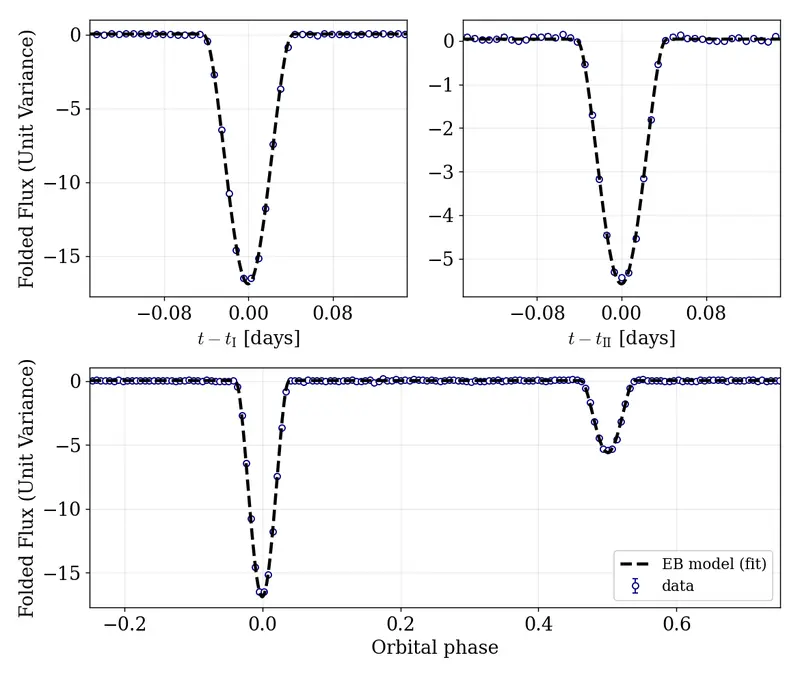 Folded Flux (Unit Variance)
0
−5
−10
−15
−0.08 0.00 0.08
t − t_I [days]
0
−1
−2
−3
−4
−5
−0.08 0.00 0.08
t − t_II [days]
Folded Flux (Unit Variance)
0
−5
−10
−15
−0.2 0.0 0.2 0.4 0.6
Orbital phase
EB model (fit)
data